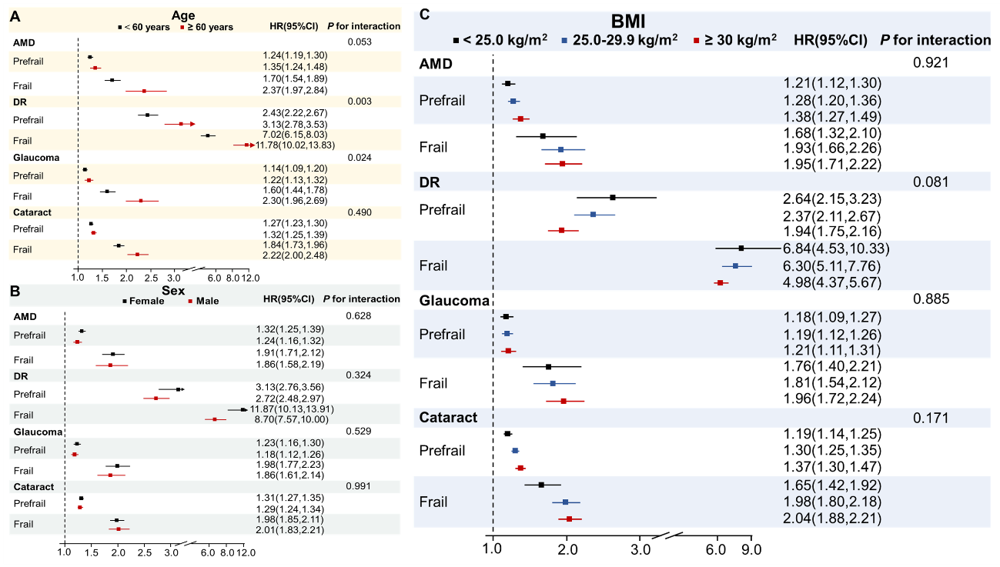 A
Age
< 60 years ≥ 60 years HR(95%CI) P for interaction
AMD 0.053
Prefrail 1.24(1.19,1.30)
1.35(1.24,1.48)
Frail 1.70(1.54,1.89)
2.37(1.97,2.84)
DR 0.003
Prefrail 2.43(2.22,2.67)
3.13(2.78,3.53)
Frail 7.02(6.15,8.03)
11.78(10.02,13.83)
Glaucoma 0.024
Prefrail 1.14(1.09,1.20)
1.22(1.13,1.32)
Frail 1.60(1.44,1.78)
2.30(1.96,2.69)
Cataract 0.490
Prefrail 1.27(1.23,1.30)
1.32(1.25,1.39)
Frail 1.84(1.73,1.96)
2.22(2.00,2.48)
1.0 1.5 2.0 2.5 3.0 6.0 8.0 12.0
B
Sex
Female Male HR(95%CI) P for interaction
AMD 0.628
Prefrail 1.32(1.25,1.39)
1.24(1.16,1.32)
Frail 1.91(1.71,2.12)
1.86(1.58,2.19)
DR 0.324
Prefrail 3.13(2.76,3.56)
2.72(2.48,2.97)
Frail 11.87(10.13,13.91)
8.70(7.57,10.00)
Glaucoma 0.529
Prefrail 1.23(1.16,1.30)
1.18(1.12,1.26)
Frail 1.98(1.77,2.23)
1.86(1.61,2.14)
Cataract 0.991
Prefrail 1.31(1.27,1.35)
1.29(1.24,1.34)
Frail 1.98(1.85,2.11)
2.01(1.83,2.21)
1.0 1.5 2.0 2.5 3.0 6.0 8.0 12.0
C
BMI
< 25.0 kg/m² 25.0-29.9 kg/m² ≥ 30 kg/m² HR(95%CI) P for interaction
AMD 0.921
Prefrail 1.21(1.12,1.30)
1.28(1.20,1.36)
1.38(1.27,1.49)
Frail 1.68(1.32,2.10)
1.93(1.66,2.26)
1.95(1.71,2.22)
DR 0.081
Prefrail 2.64(2.15,3.23)
2.37(2.11,2.67)
1.94(1.75,2.16)
Frail 6.84(4.53,10.33)
6.30(5.11,7.76)
4.98(4.37,5.67)
Glaucoma 0.885
Prefrail 1.18(1.09,1.27)
1.19(1.12,1.26)
1.21(1.11,1.31)
Frail 1.76(1.40,2.21)
1.81(1.54,2.12)
1.96(1.72,2.24)
Cataract 0.171
Prefrail 1.19(1.14,1.25)
1.30(1.25,1.35)
1.37(1.30,1.47)
Frail 1.65(1.42,1.92)
1.98(1.80,2.18)
2.04(1.88,2.21)
1.0 2.0 3.0 6.0 9.0